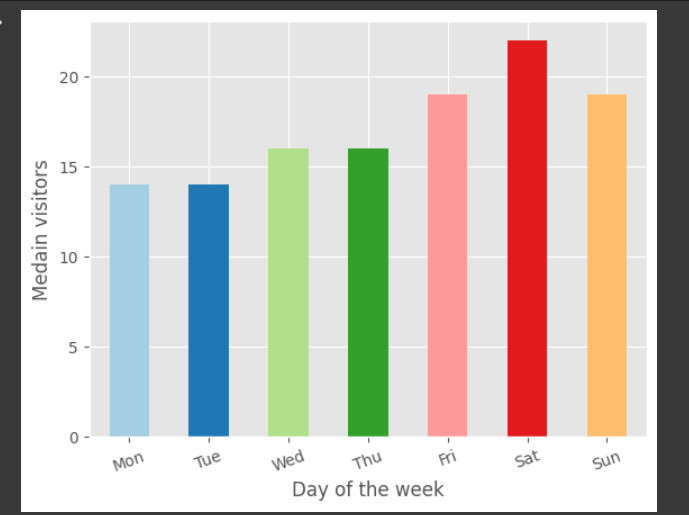 20
15
10
5
0
Medain visitors
Mon Tue Wed Thu Fri Sat Sun
Day of the week